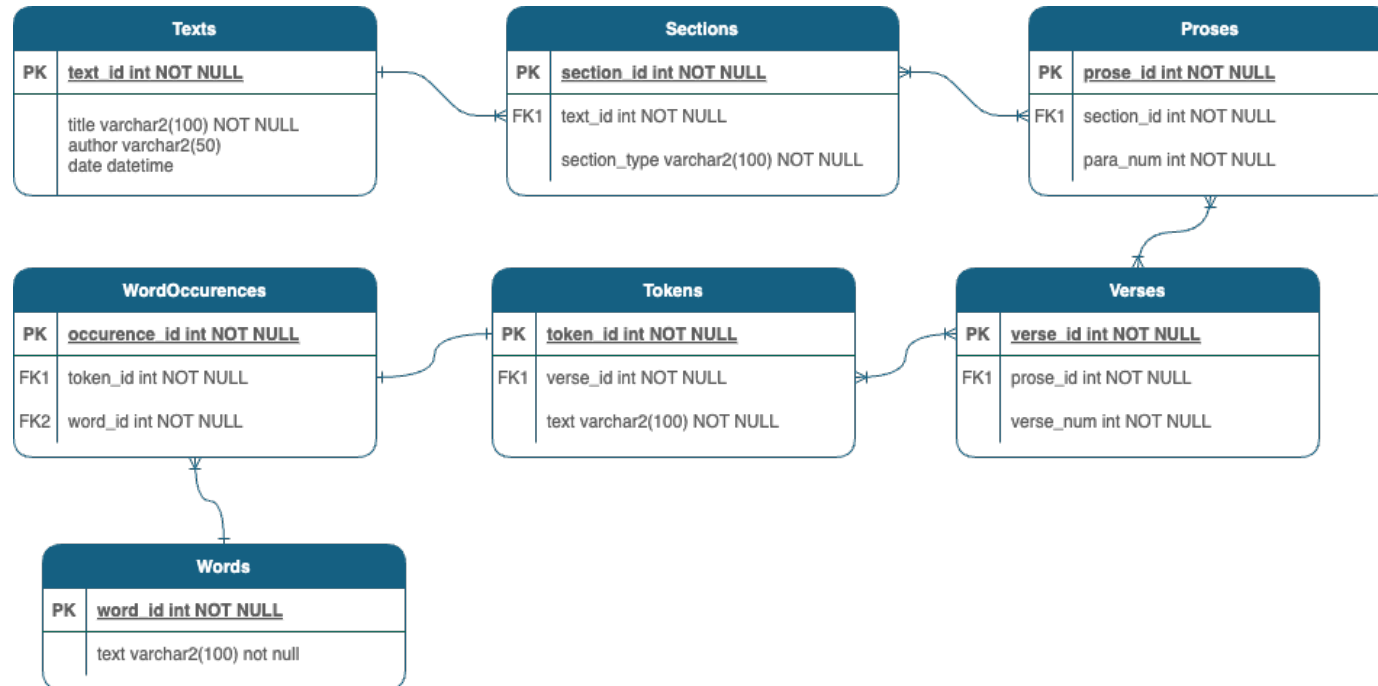 Texts
PK text_id int NOT NULL
title varchar2(100) NOT NULL
author varchar2(50)
date datetime
Sections
PK section_id int NOT NULL
FK1 text_id int NOT NULL
section_type varchar2(100) NOT NULL
Proses
PK prose_id int NOT NULL
FK1 section_id int NOT NULL
para_num int NOT NULL
WordOccurences
PK occurence_id int NOT NULL
FK1 token_id int NOT NULL
FK2 word_id int NOT NULL
Tokens
PK token_id int NOT NULL
FK1 verse_id int NOT NULL
text varchar2(100) NOT NULL
Verses
PK verse_id int NOT NULL
FK1 prose_id int NOT NULL
verse_num int NOT NULL
Words
PK word_id int NOT NULL
text varchar2(100) not null